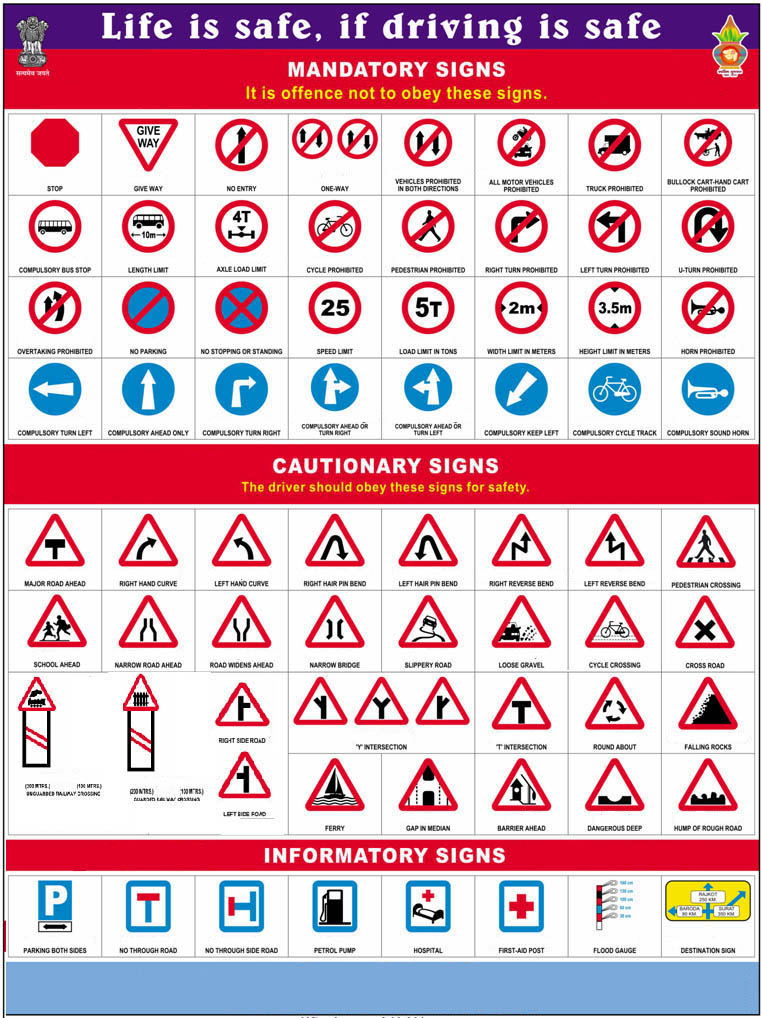 Life is safe, if driving is safe
सत्यमेव जयते
MANDATORY SIGNS
It is offence not to obey these signs.
GIVE
WAY
STOP
GIVE WAY
NO ENTRY
ONE-WAY
VEHICLES PROHIBITED
IN BOTH DIRECTIONS
ALL MOTOR VEHICLES
PROHIBITED
TRUCK PROHIBITED
BULLOCK CART-HAND CART
PROHIBITED
10m
4T
COMPULSORY BUS STOP
LENGTH LIMIT
AXLE LOAD LIMIT
CYCLE PROHIBITED
PEDESTRIAN PROHIBITED
RIGHT TURN PROHIBITED
LEFT TURN PROHIBITED
U-TURN PROHIBITED
25
5T
2m
3.5m
OVERTAKING PROHIBITED
NO PARKING
NO STOPPING OR STANDING
SPEED LIMIT
LOAD LIMIT IN TONS
WIDTH LIMIT IN METERS
HEIGHT LIMIT IN METERS
HORN PROHIBITED
COMPULSORY TURN LEFT
COMPULSORY AHEAD ONLY
COMPULSORY TURN RIGHT
COMPULSORY AHEAD OR
TURN RIGHT
COMPULSORY AHEAD OR
TURN LEFT
COMPULSORY KEEP LEFT
COMPULSORY CYCLE TRACK
COMPULSORY SOUND HORN
CAUTIONARY SIGNS
The driver should obey these signs for safety.
MAJOR ROAD AHEAD
RIGHT HAND CURVE
LEFT HAND CURVE
RIGHT HAIR PIN BEND
LEFT HAIR PIN BEND
RIGHT REVERSE BEND
LEFT REVERSE BEND
PEDESTRIAN CROSSING
SCHOOL AHEAD
NARROW ROAD AHEAD
ROAD WIDENS AHEAD
NARROW BRIDGE
SLIPPERY ROAD
LOOSE GRAVEL
CYCLE CROSSING
CROSS ROAD
RIGHT SIDE ROAD
'Y' INTERSECTION
'T' INTERSECTION
ROUND ABOUT
FALLING ROCKS
(200 MTRS.) (100 MTRS.)
UNGUARDED RAILWAY CROSSING
(200 MTRS.) (100 MTRS.)
GUARDED RAILWAY CROSSING
LEFT SIDE ROAD
FERRY
GAP IN MEDIAN
BARRIER AHEAD
DANGEROUS DEEP
HUMP OF ROUGH ROAD
INFORMATORY SIGNS
P
RAJKOT
250 KM.
BARODA
80 KM.
SURAT
350 KM
PARKING BOTH SIDES
NO THROUGH ROAD
NO THROUGH SIDE ROAD
PETROL PUMP
HOSPITAL
FIRST-AID POST
FLOOD GAUGE
DESTINATION SIGN